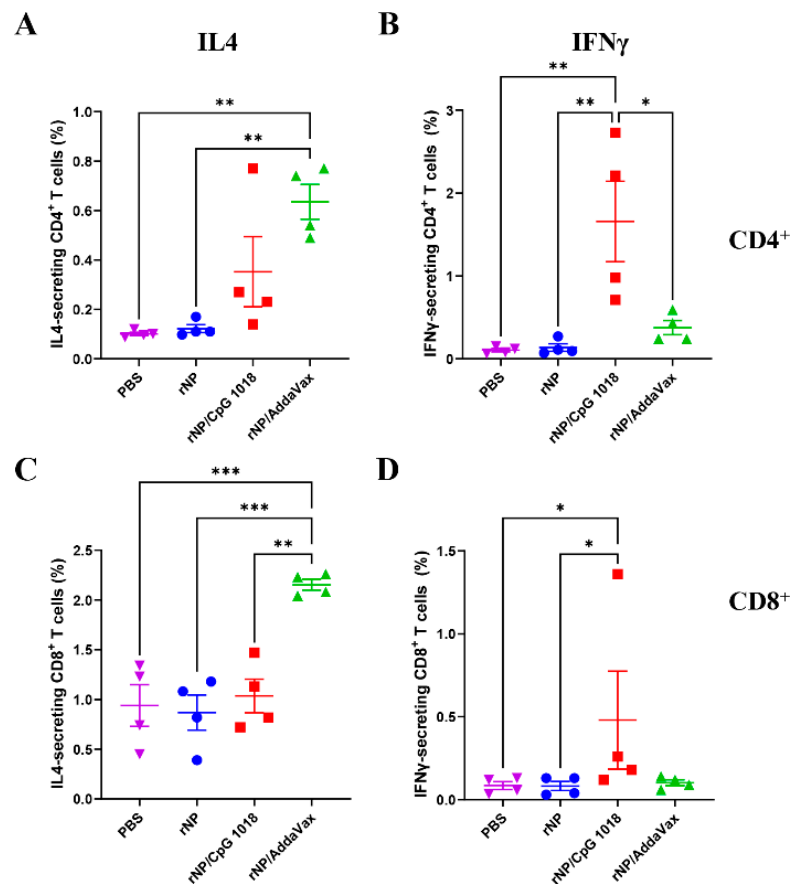 A
IL4
B
IFNγ
IL4-secreting CD4⁺ T cells (%)
1.0
0.8
0.6
0.4
0.2
0.0
**
**
PBS
rNP
rNP/CpG 1018
rNP/AddaVax
IFNγ-secreting CD4⁺ T cells (%)
3
2
1
0
**
**
*
PBS
rNP
rNP/CpG 1018
rNP/AddaVax
CD4⁺
C
D
IL4-secreting CD8⁺ T cells (%)
2.5
2.0
1.5
1.0
0.5
0.0
***
***
**
PBS
rNP
rNP/CpG 1018
rNP/AddaVax
IFNγ-secreting CD8⁺ T cells (%)
1.5
1.0
0.5
0.0
*
*
PBS
rNP
rNP/CpG 1018
rNP/AddaVax
CD8⁺